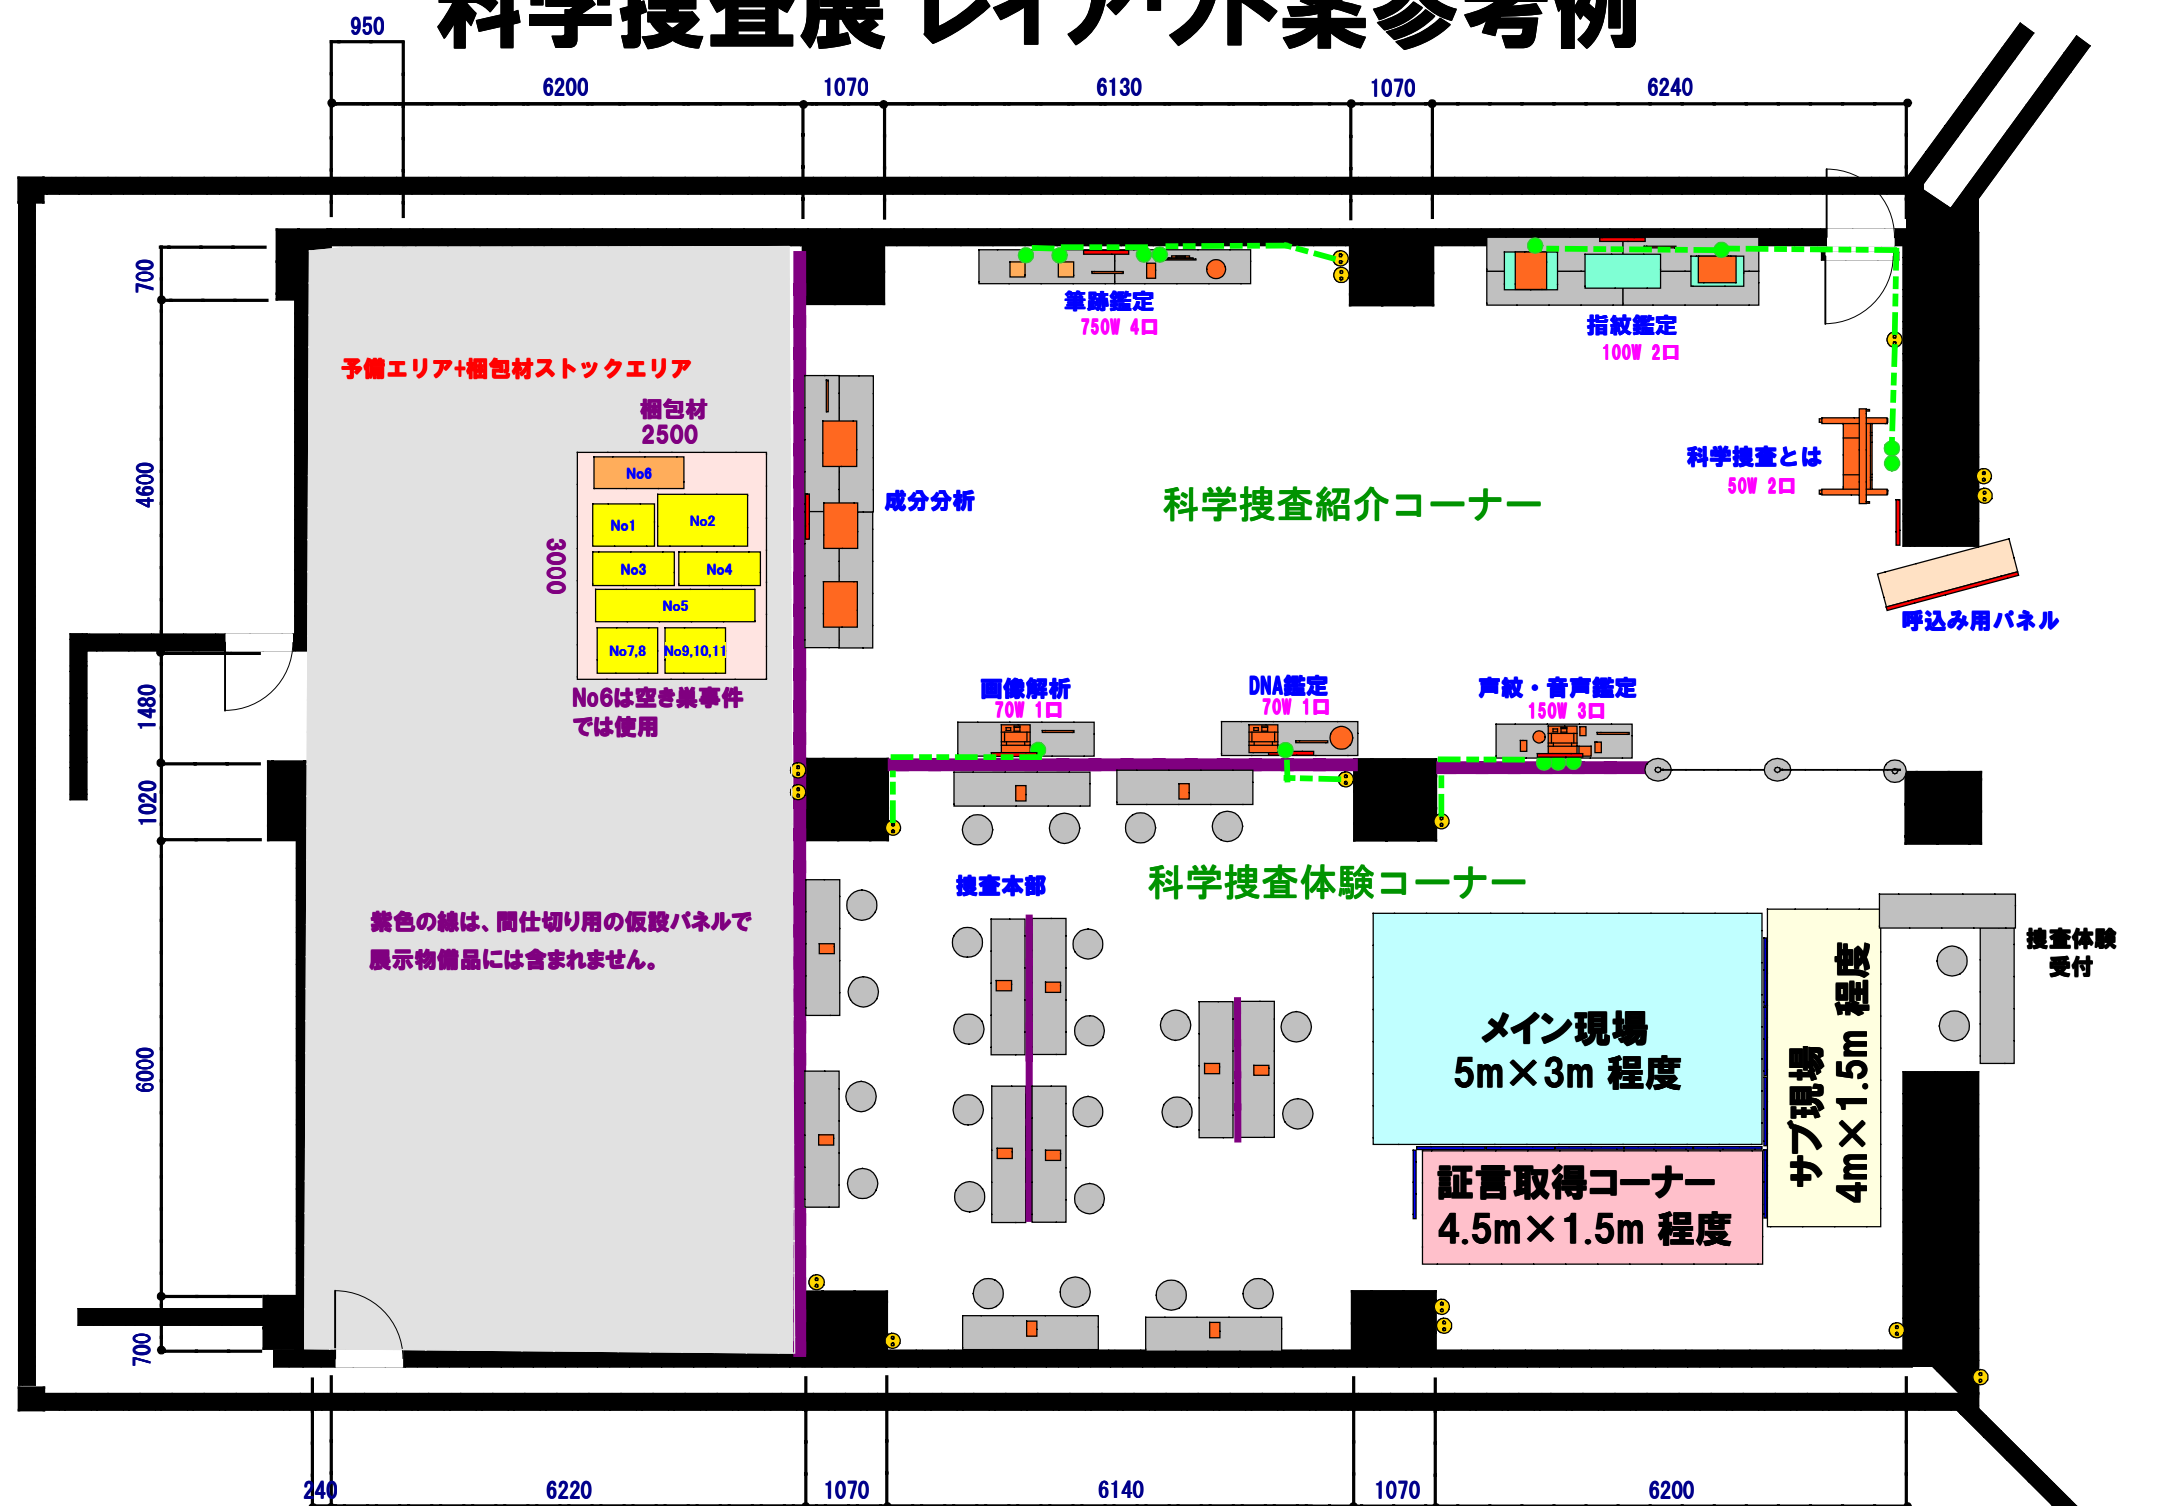 科学捜査展 レイアウト案参考例
950
6200
1070
6130
1070
6240
700
4600
1480
1020
6000
700
予備エリア+梱包材ストックエリア
梱包材
2500
3000
No6
No1
No2
No3
No4
No5
No7,8
No9,10,11
No6は空き巣事件
では使用
紫色の線は、間仕切り用の仮設パネルで
展示物備品には含まれません。
筆跡鑑定
750W 4口
指紋鑑定
100W 2口
成分分析
科学捜査紹介コーナー
科学捜査とは
50W 2口
呼込み用パネル
画像解析
70W 1口
DNA鑑定
70W 1口
声紋・音声鑑定
150W 3口
捜査本部
科学捜査体験コーナー
メイン現場
5m×3m 程度
サブ現場
4m×1.5m 程度
証言取得コーナー
4.5m×1.5m 程度
捜査体験
受付
240
6220
1070
6140
1070
6200